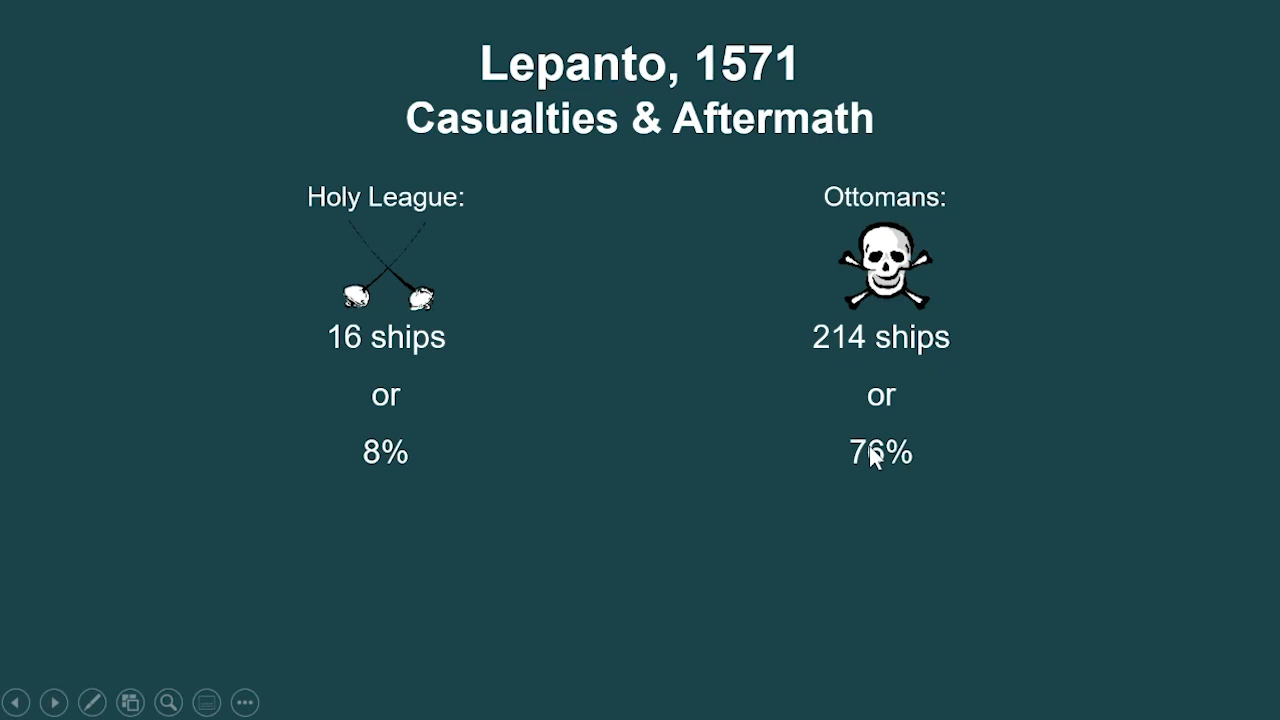 Lepanto, 1571
Casualties & Aftermath
Holy League:
16 ships
or
8%
Ottomans:
214 ships
or
76%